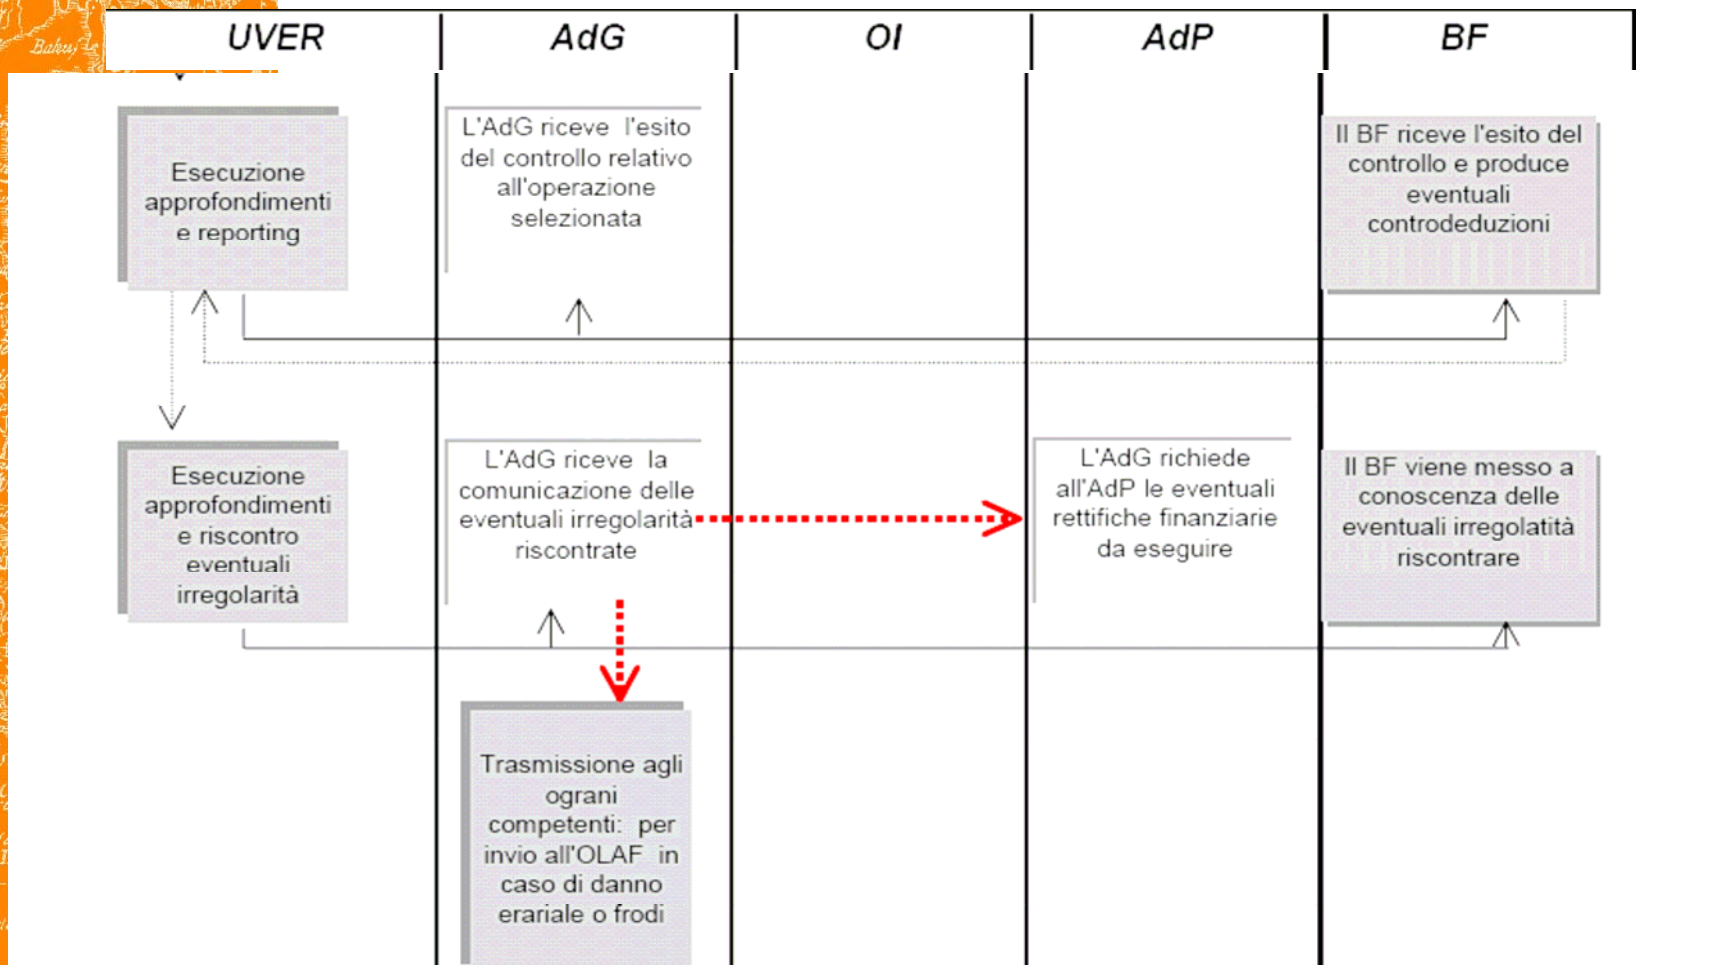 Bakuy
UVER AdG OI AdP BF
Esecuzione
approfondimenti
e reporting
L'AdG riceve l'esito
del controllo relativo
all'operazione
selezionata
Il BF riceve l'esito del
controllo e produce
eventuali
controdeduzioni
Esecuzione
approfondimenti
e riscontro
eventuali
irregolarità
L'AdG riceve la
comunicazione delle
eventuali irregolarità
riscontrate
L'AdG richiede
all'AdP le eventuali
rettifiche finanziarie
da eseguire
Il BF viene messo a
conoscenza delle
eventuali irregolatità
riscontrare
Trasmissione agli
ograni
competenti: per
invio all'OLAF in
caso di danno
erariale o frodi